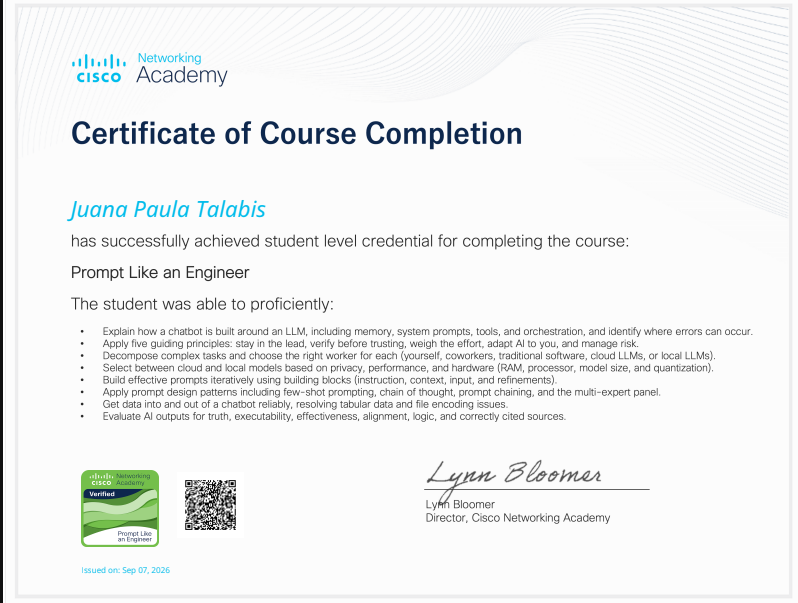 Networking
Academy
CISCO
Certificate of Course Completion
Juana Paula Talabis
has successfully achieved student level credential for completing the course:
Prompt Like an Engineer
The student was able to proficiently:
• Explain how a chatbot is built around an LLM, including memory, system prompts, tools, and orchestration, and identify where errors can occur.
• Apply five guiding principles: stay in the lead, verify before trusting, weigh the effort, adapt AI to you, and manage risk.
• Decompose complex tasks and choose the right worker for each (yourself, coworkers, traditional software, cloud LLMs, or local LLMs).
• Select between cloud and local models based on privacy, performance, and hardware (RAM, processor, model size, and quantization).
• Build effective prompts iteratively using building blocks (instruction, context, input, and refinements).
• Apply prompt design patterns including few-shot prompting, chain of thought, prompt chaining, and the multi-expert panel.
• Get data into and out of a chatbot reliably, resolving tabular data and file encoding issues.
• Evaluate AI outputs for truth, executability, effectiveness, alignment, logic, and correctly cited sources.
CISCO
Networking
Academy
Verified
Prompt Like
an Engineer
Lynn Bloomer
Lynn Bloomer
Director, Cisco Networking Academy
Issued on: Sep 07, 2026